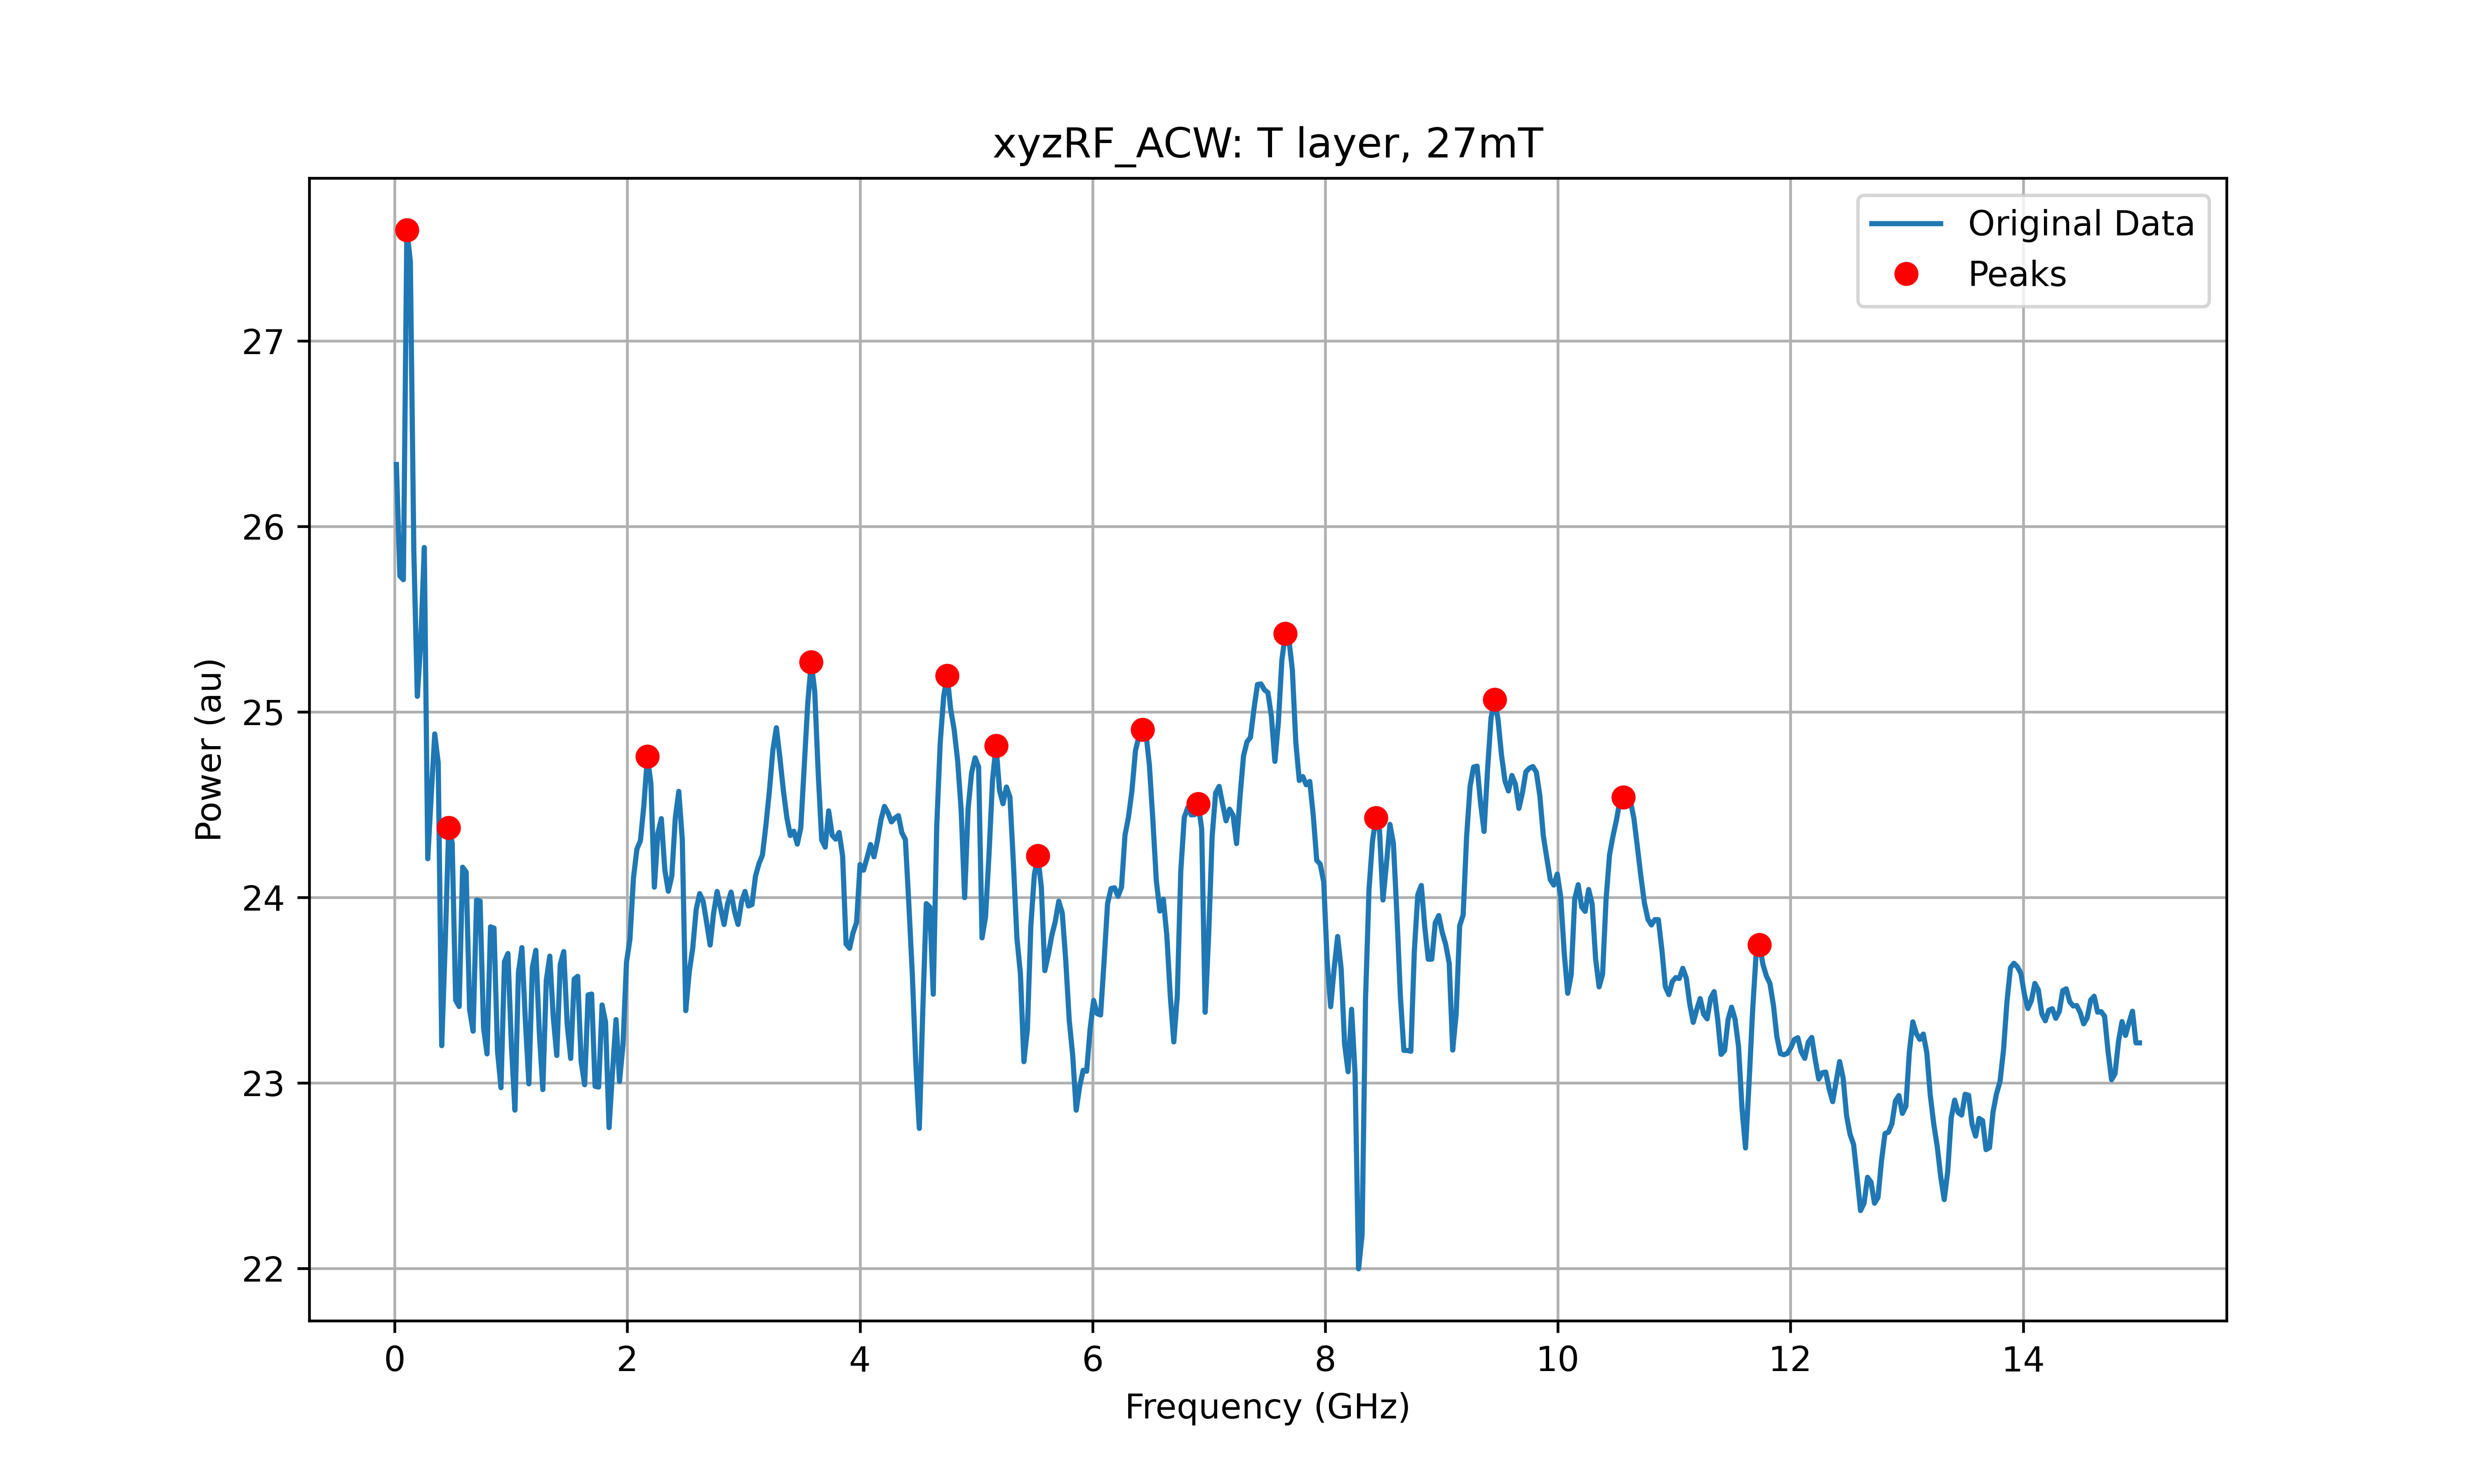 xyzRF_ACW: T layer, 27mT
Original Data
Peaks
Power (au)
27
26
25
24
23
22
0 2 4 6 8 10 12 14
Frequency (GHz)